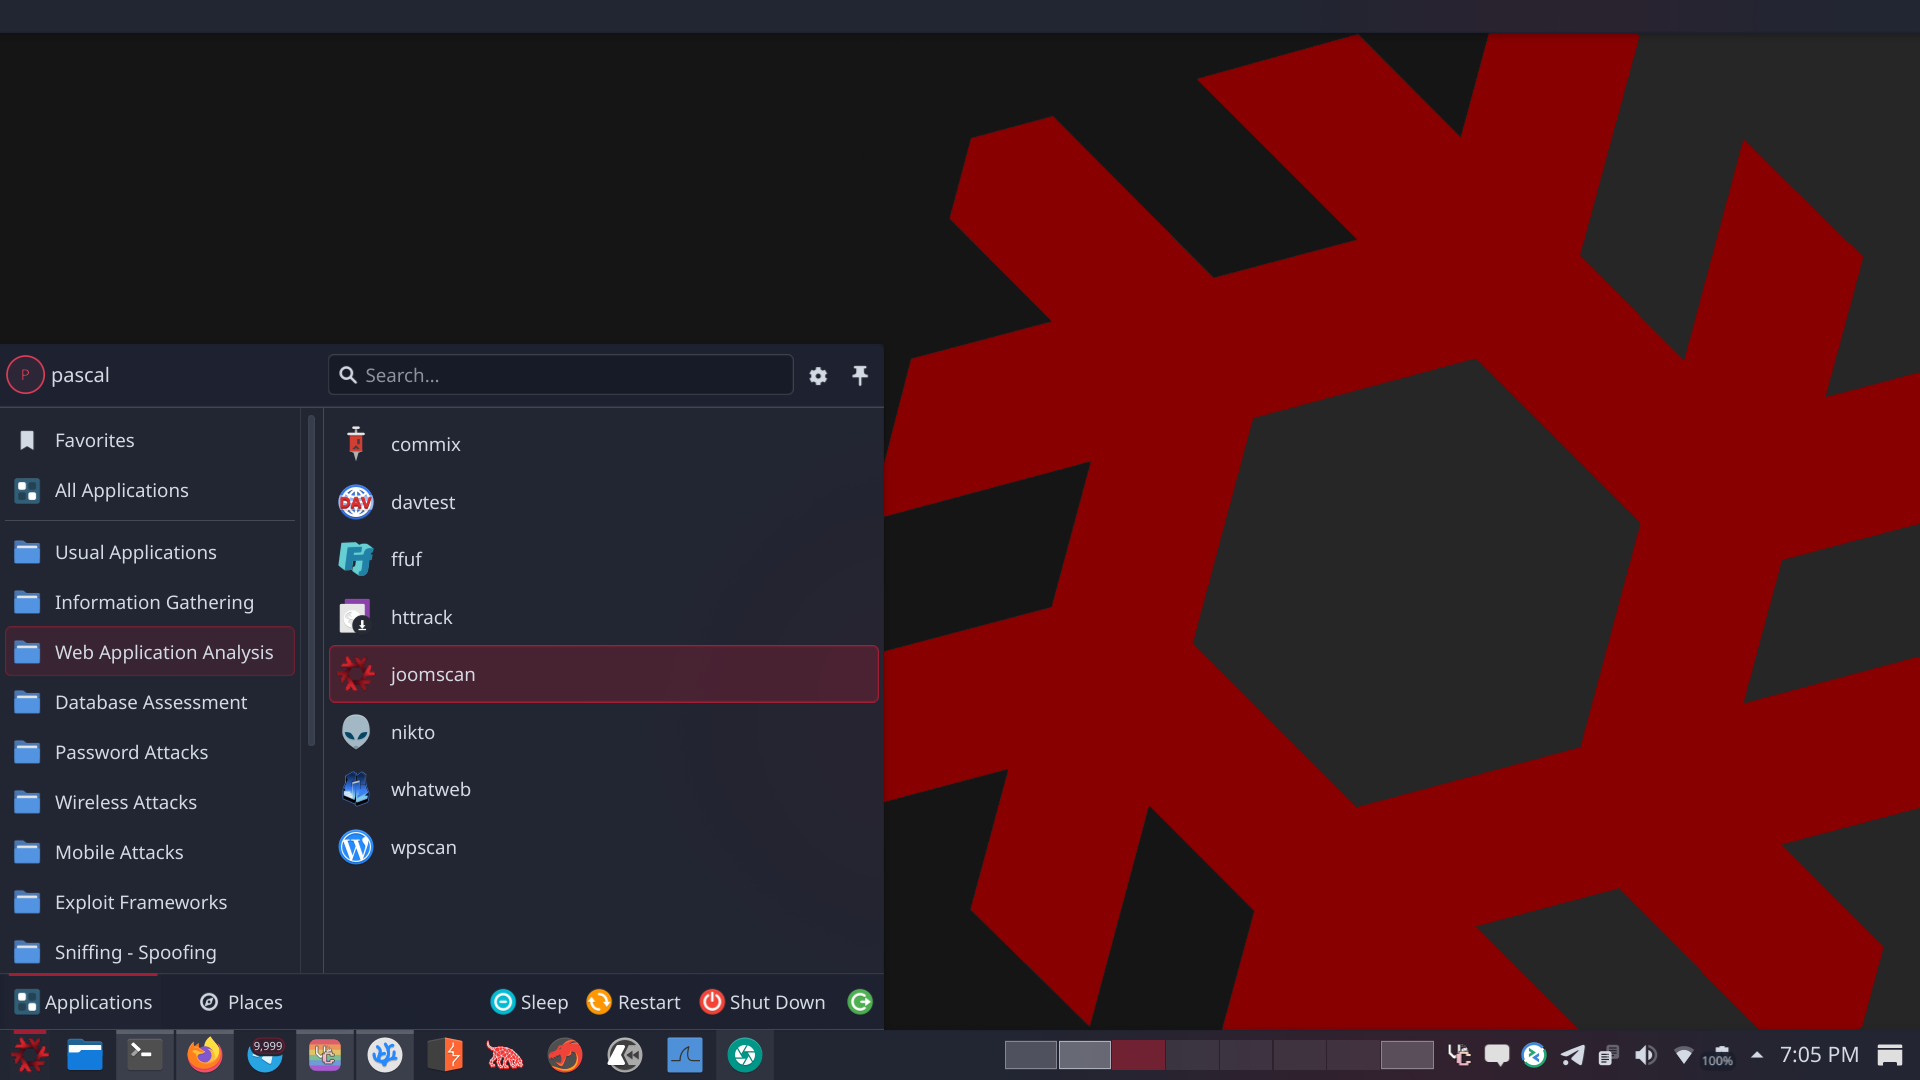 P pascal
Search...
Favorites
All Applications
Usual Applications
Information Gathering
Web Application Analysis
Database Assessment
Password Attacks
Wireless Attacks
Mobile Attacks
Exploit Frameworks
Sniffing - Spoofing
commix
DAV davtest
ffuf
httrack
joomscan
nikto
whatweb
wpscan
Applications
Places
Sleep
Restart
Shut Down
9,999
100%
7:05 PM